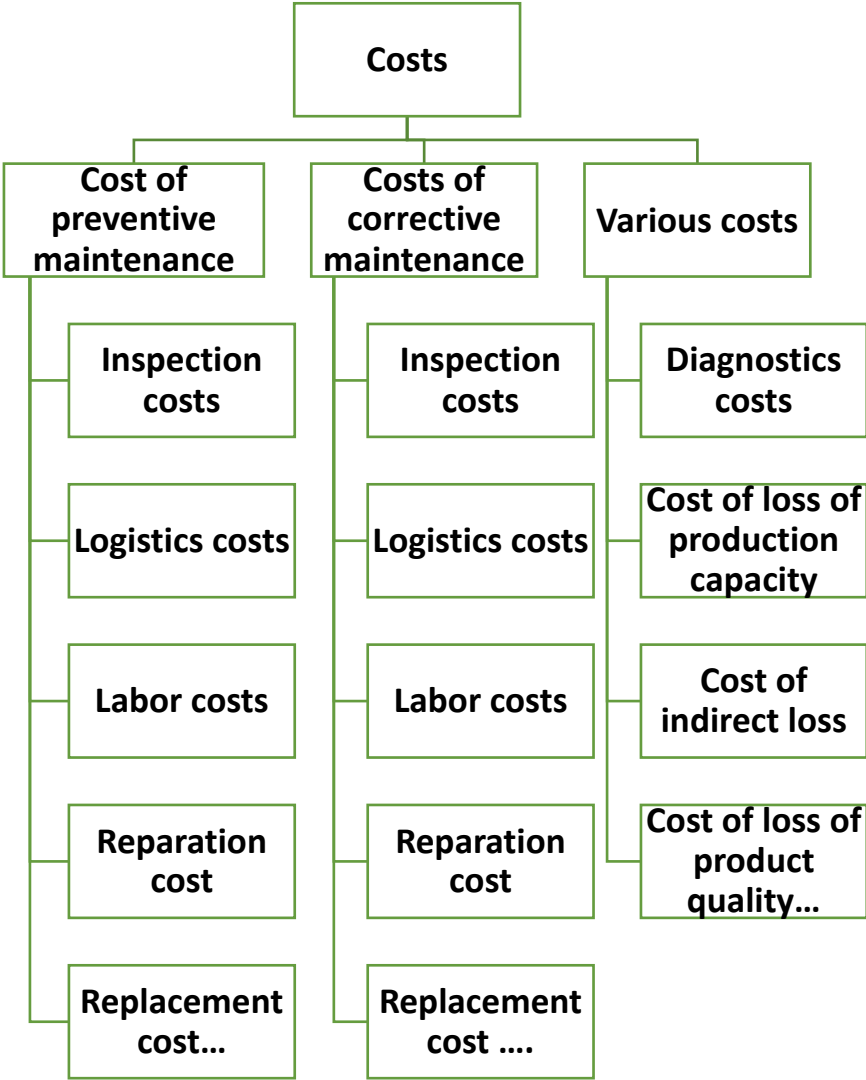 Costs
Cost of
preventive
maintenance
Costs of
corrective
maintenance
Various costs
Inspection
costs
Logistics costs
Labor costs
Reparation
cost
Replacement
cost…
Inspection
costs
Logistics costs
Labor costs
Reparation
cost
Replacement
cost ….
Diagnostics
costs
Cost of loss of
production
capacity
Cost of
indirect loss
Cost of loss of
product
quality…